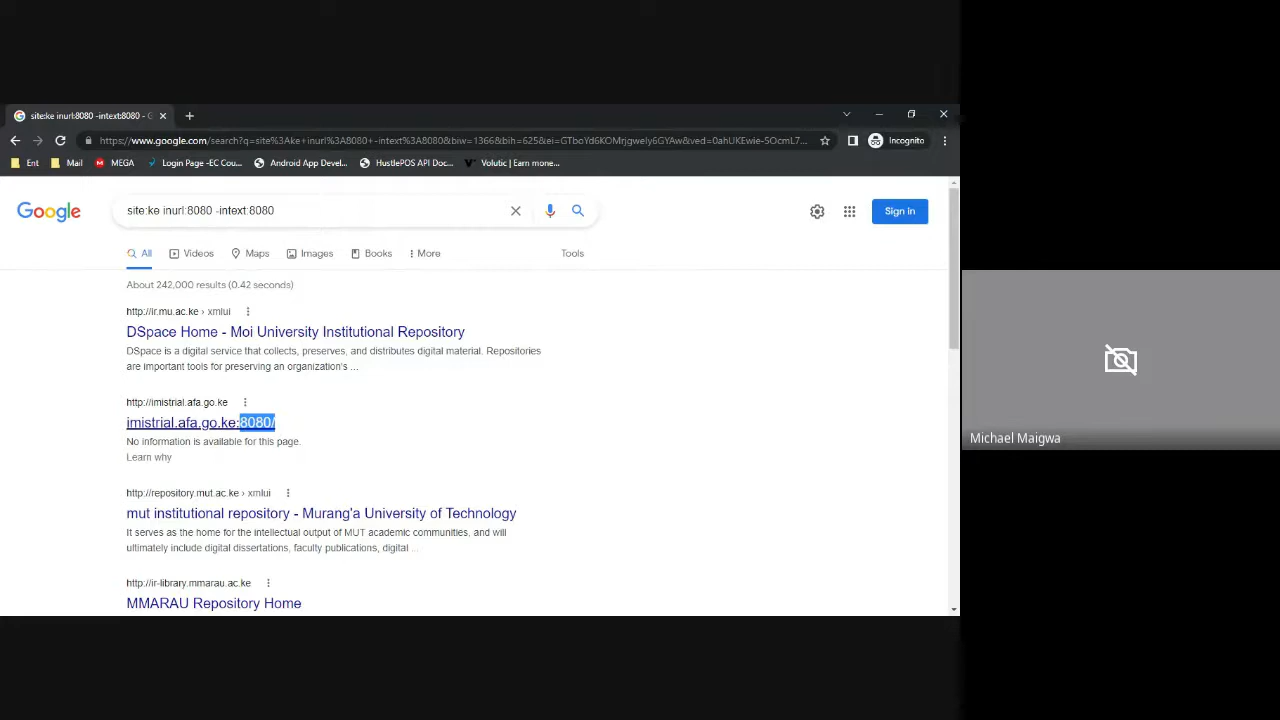 site:ke inurl:8080 -intext:8080 - G
https://www.google.com/search?q=site%3Ake+inurl%3A8080+-intext%3A8080&biw=1366&bih=625&ei=GTboYd6KOMrjgwely6GYAw&ved=0ahUKEwie-SOcmL7...
Incognito
Ent
Mail
MEGA
Login Page -EC Cou...
Android App Devel...
HustlePOS API Doc...
Volutic | Earn mone...
Google
site:ke inurl:8080 -intext:8080
Sign in
All
Videos
Maps
Images
Books
More
Tools
About 242,000 results (0.42 seconds)
http://ir.mu.ac.ke › xmlui
DSpace Home - Moi University Institutional Repository
DSpace is a digital service that collects, preserves, and distributes digital material. Repositories
are important tools for preserving an organization's ...
http://imistrial.afa.go.ke
imistrial.afa.go.ke:8080/
No information is available for this page.
Learn why
http://repository.mut.ac.ke › xmlui
mut institutional repository - Murang'a University of Technology
It serves as the home for the intellectual output of MUT academic communities, and will
ultimately include digital dissertations, faculty publications, digital ...
http://ir-library.mmarau.ac.ke
MMARAU Repository Home
Michael Maigwa